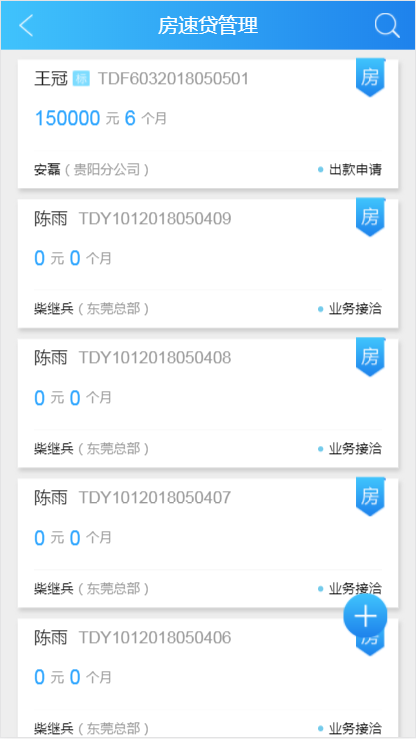 房速贷管理
王冠 标 TDF6032018050501 房
150000 元 6 个月
安磊（贵阳分公司） 出款申请
陈雨 TDY1012018050409 房
0 元 0 个月
柴继兵（东莞总部） 业务接洽
陈雨 TDY1012018050408 房
0 元 0 个月
柴继兵（东莞总部） 业务接洽
陈雨 TDY1012018050407 房
0 元 0 个月
柴继兵（东莞总部） 业务接洽
陈雨 TDY1012018050406 房
0 元 0 个月
柴继兵（东莞总部） 业务接洽